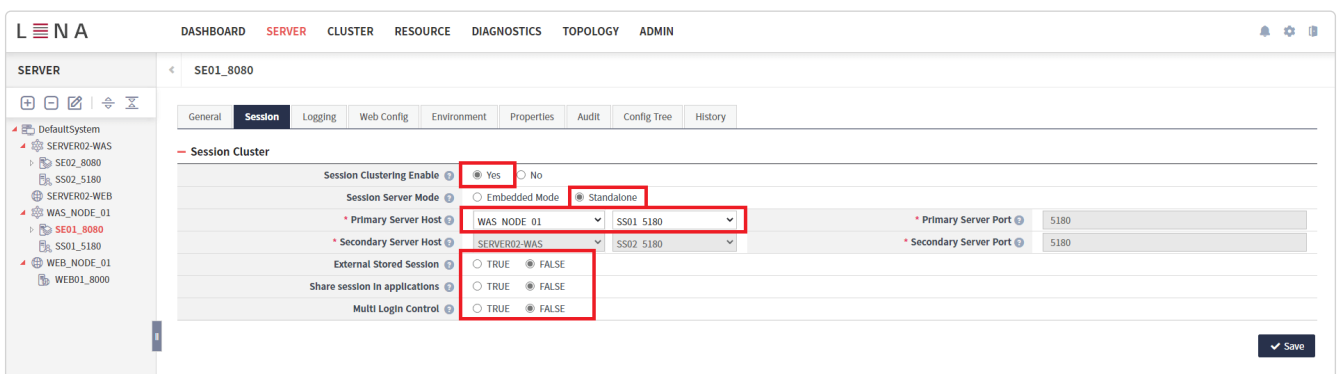 LENA DASHBOARD SERVER CLUSTER RESOURCE DIAGNOSTICS TOPOLOGY ADMIN
SERVER
SE01_8080
DefaultSystem
SERVER02-WAS
SE02_8080
SS02_5180
SERVER02-WEB
WAS_NODE_01
SE01_8080
SS01_5180
WEB_NODE_01
WEB01_8000
General Session Logging Web Config Environment Properties Audit Config Tree History
Session Cluster
Session Clustering Enable ? Yes No
Session Server Mode ? Embedded Mode Standalone
* Primary Server Host ? WAS_NODE_01 SS01_5180 * Primary Server Port ? 5180
* Secondary Server Host ? SERVER02-WAS SS02_5180 * Secondary Server Port ? 5180
External Stored Session ? TRUE FALSE
Share session in applications ? TRUE FALSE
Multi Login Control ? TRUE FALSE
Save